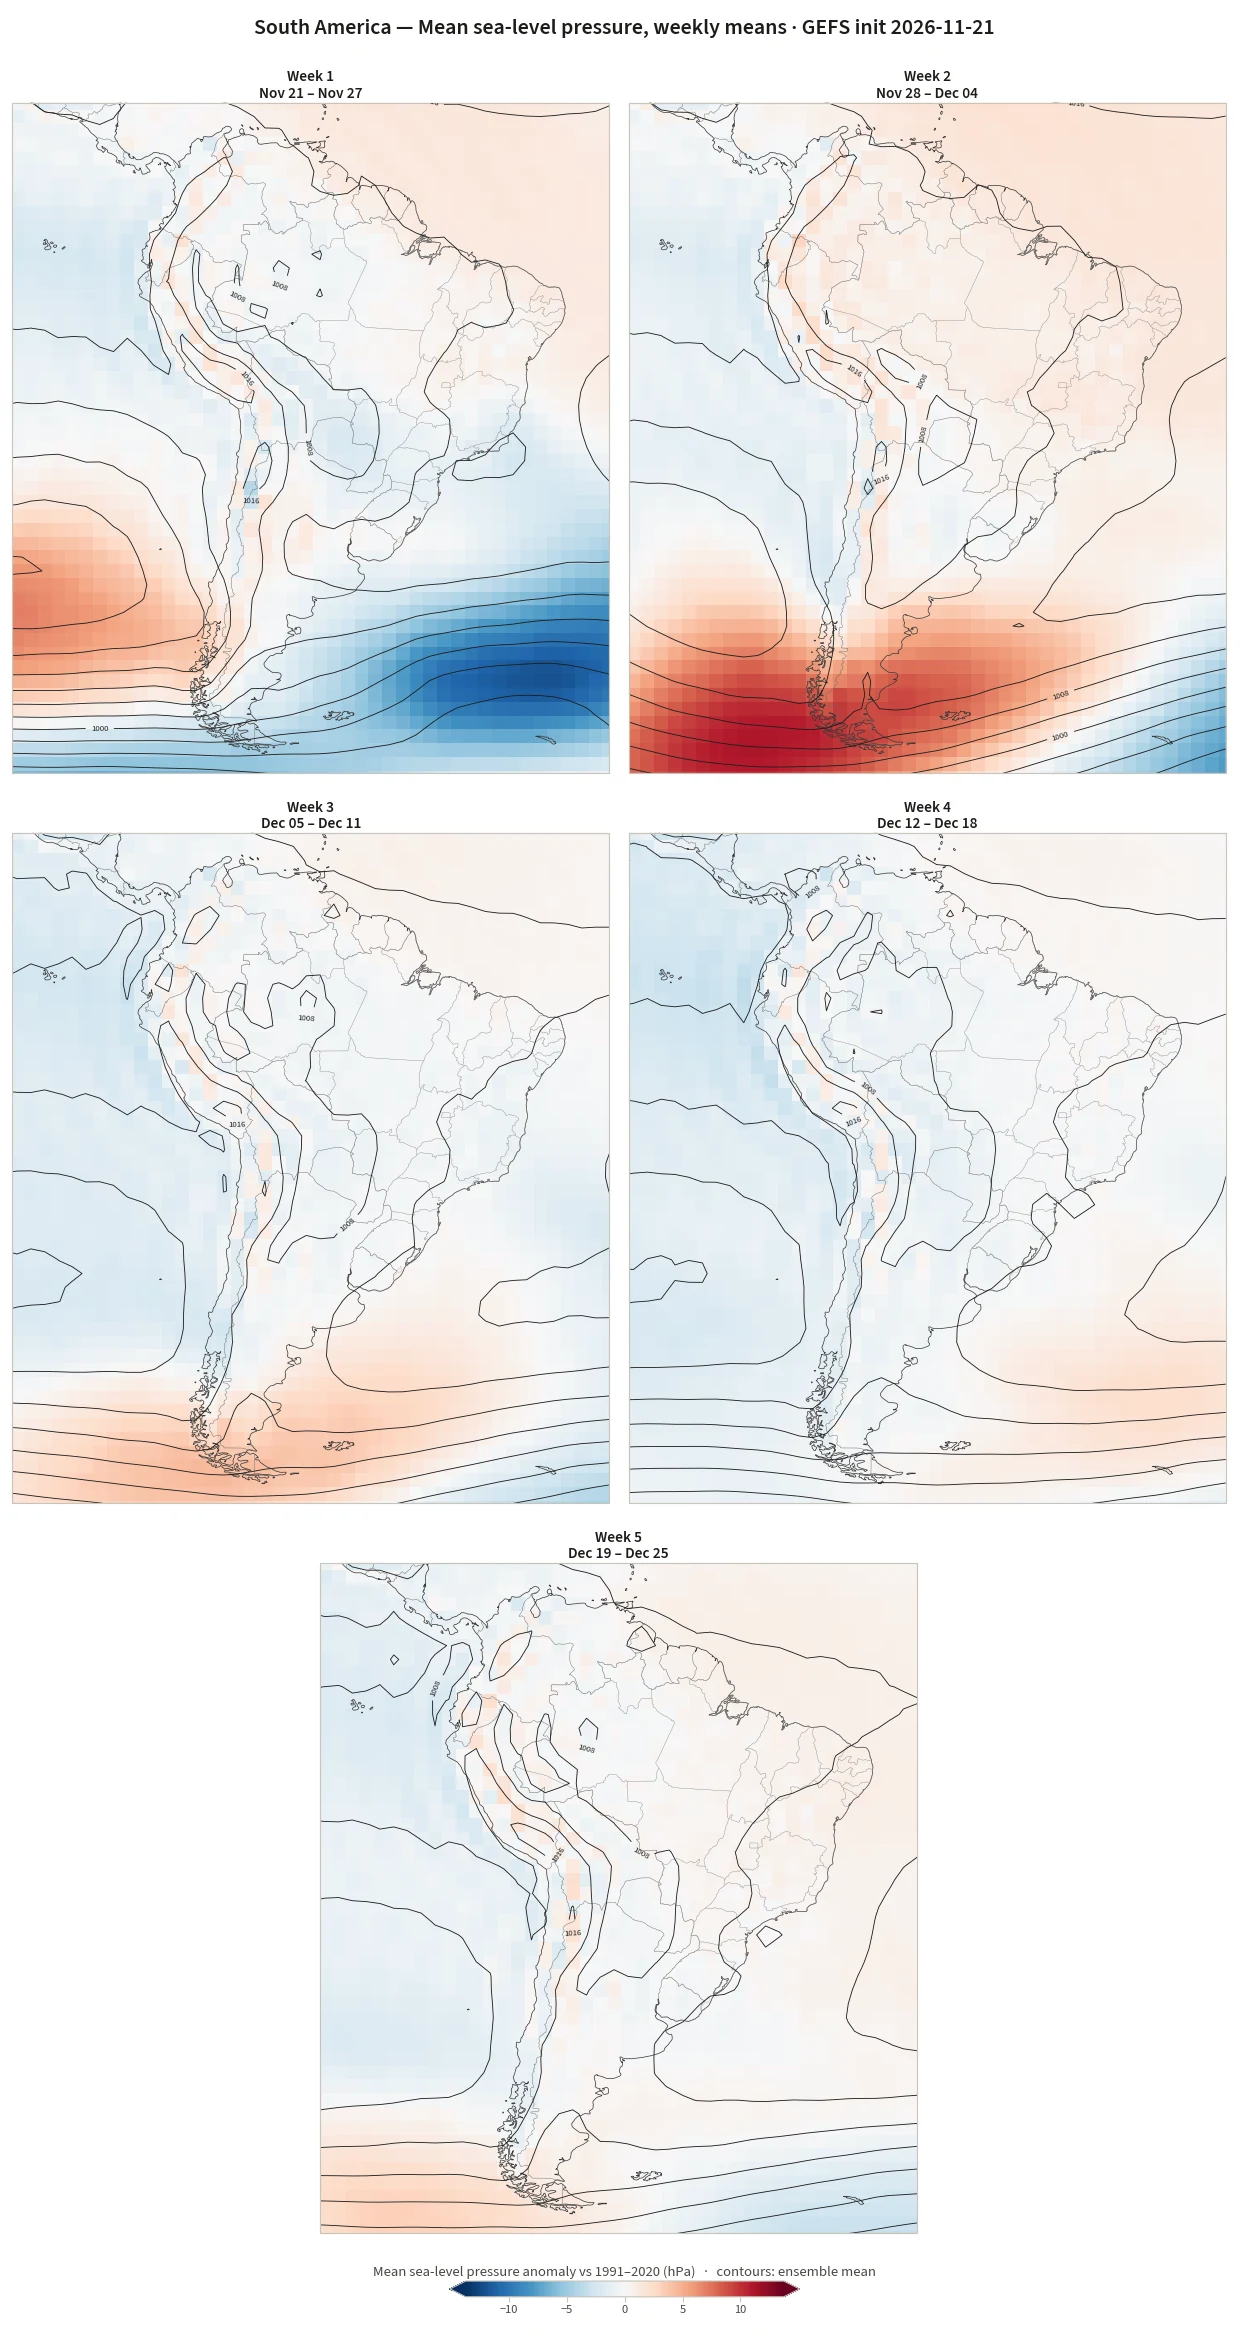 South America — Mean sea-level pressure, weekly means · GEFS init 2026-11-21
Week 1
Nov 21 – Nov 27
Week 2
Nov 28 – Dec 04
1008
1008
1016
1008
1016
1000
1016
1008
1016
1008
1016
1008
1000
Week 3
Dec 05 – Dec 11
Week 4
Dec 12 – Dec 18
1008
1016
1008
1008
1008
1016
Week 5
Dec 19 – Dec 25
1008
1008
1008
1016
1016
Mean sea-level pressure anomaly vs 1991–2020 (hPa) · contours: ensemble mean
−10 −5 0 5 10